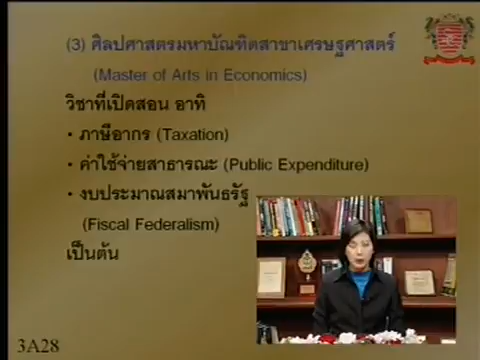 (3) ศิลปศาสตรมหาบัณฑิตสาขาเศรษฐศาสตร์
(Master of Arts in Economics)
วิชาที่เปิดสอน อาทิ
• ภาษีอากร (Taxation)
• ค่าใช้จ่ายสาธารณะ (Public Expenditure)
• งบประมาณสมาพันธรัฐ
(Fiscal Federalism)
เป็นต้น
3A28